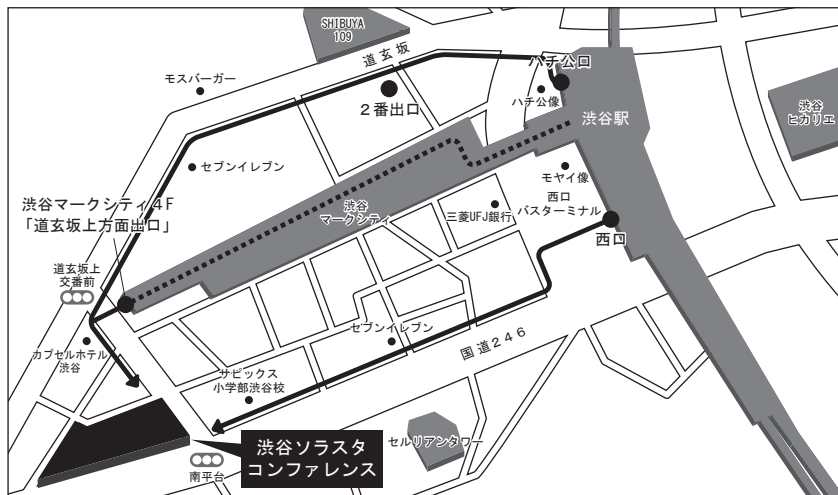 SHIBUYA
109
道玄坂
ハチ公口
モスバーガー
2番出口
ハチ公像
渋谷駅
渋谷
ヒカリエ
セブンイレブン
モヤイ像
渋谷マークシティ4F
「道玄坂上方面出口」
渋谷
マークシティ
三菱UFJ銀行
西口
バスターミナル
西口
道玄坂上
交番前
カプセルホテル
渋谷
セブンイレブン
国道246
サピックス
小学部渋谷校
渋谷ソラスタ
コンファレンス
セルリアンタワー
南平台